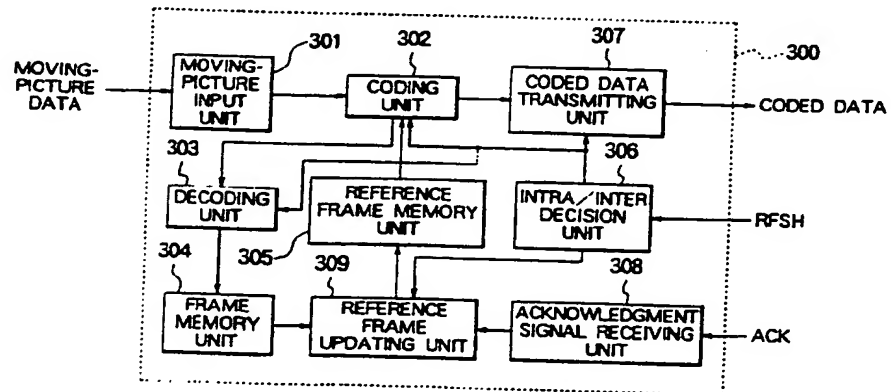 301
302
307
300
MOVING-
PICTURE
DATA
MOVING-
PICTURE
INPUT
UNIT
CODING
UNIT
CODED DATA
TRANSMITTING
UNIT
CODED DATA
303
306
DECODING
UNIT
REFERENCE
FRAME MEMORY
UNIT
INTRA/INTER
DECISION
UNIT
RFSH
305
304
309
308
FRAME
MEMORY
UNIT
REFERENCE
FRAME
UPDATING UNIT
ACKNOWLEDGMENT
SIGNAL RECEIVING
UNIT
ACK